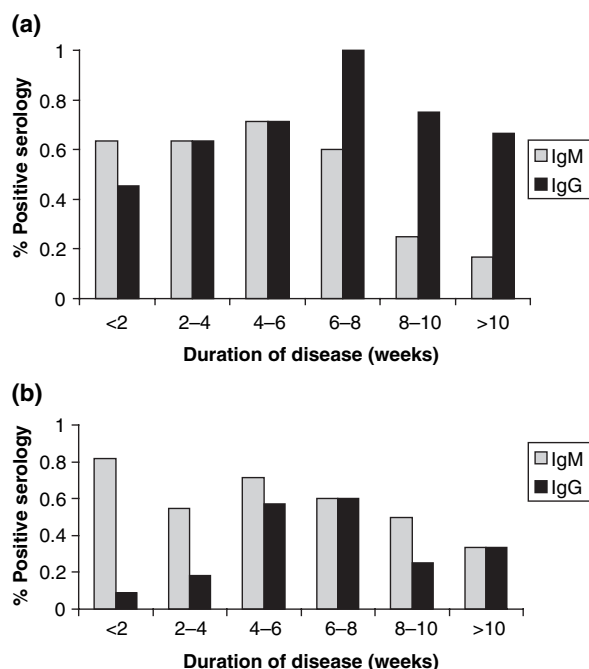 (a)
% Positive serology
1
0.8
0.6
0.4
0.2
0
<2 2–4 4–6 6–8 8–10 >10
Duration of disease (weeks)
IgM
IgG
(b)
% Positive serology
1
0.8
0.6
0.4
0.2
0
<2 2–4 4–6 6–8 8–10 >10
Duration of disease (weeks)
IgM
IgG